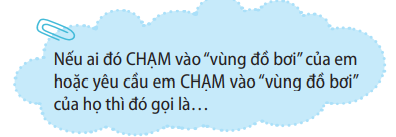 Nếu ai đó CHẠM vào “vùng đồ bơi” của em
hoặc yêu cầu em CHẠM vào “vùng đồ bơi”
của họ thì đó gọi là…